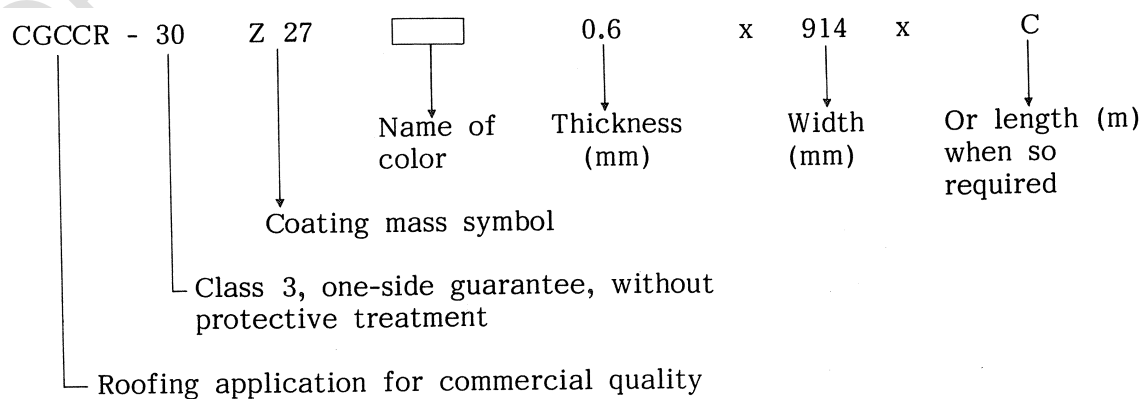 CGCCR - 30 Z 27 0.6 x 914 x C
Name of color
Thickness (mm)
Width (mm)
Or length (m) when so required
Coating mass symbol
Class 3, one-side guarantee, without
protective treatment
Roofing application for commercial quality